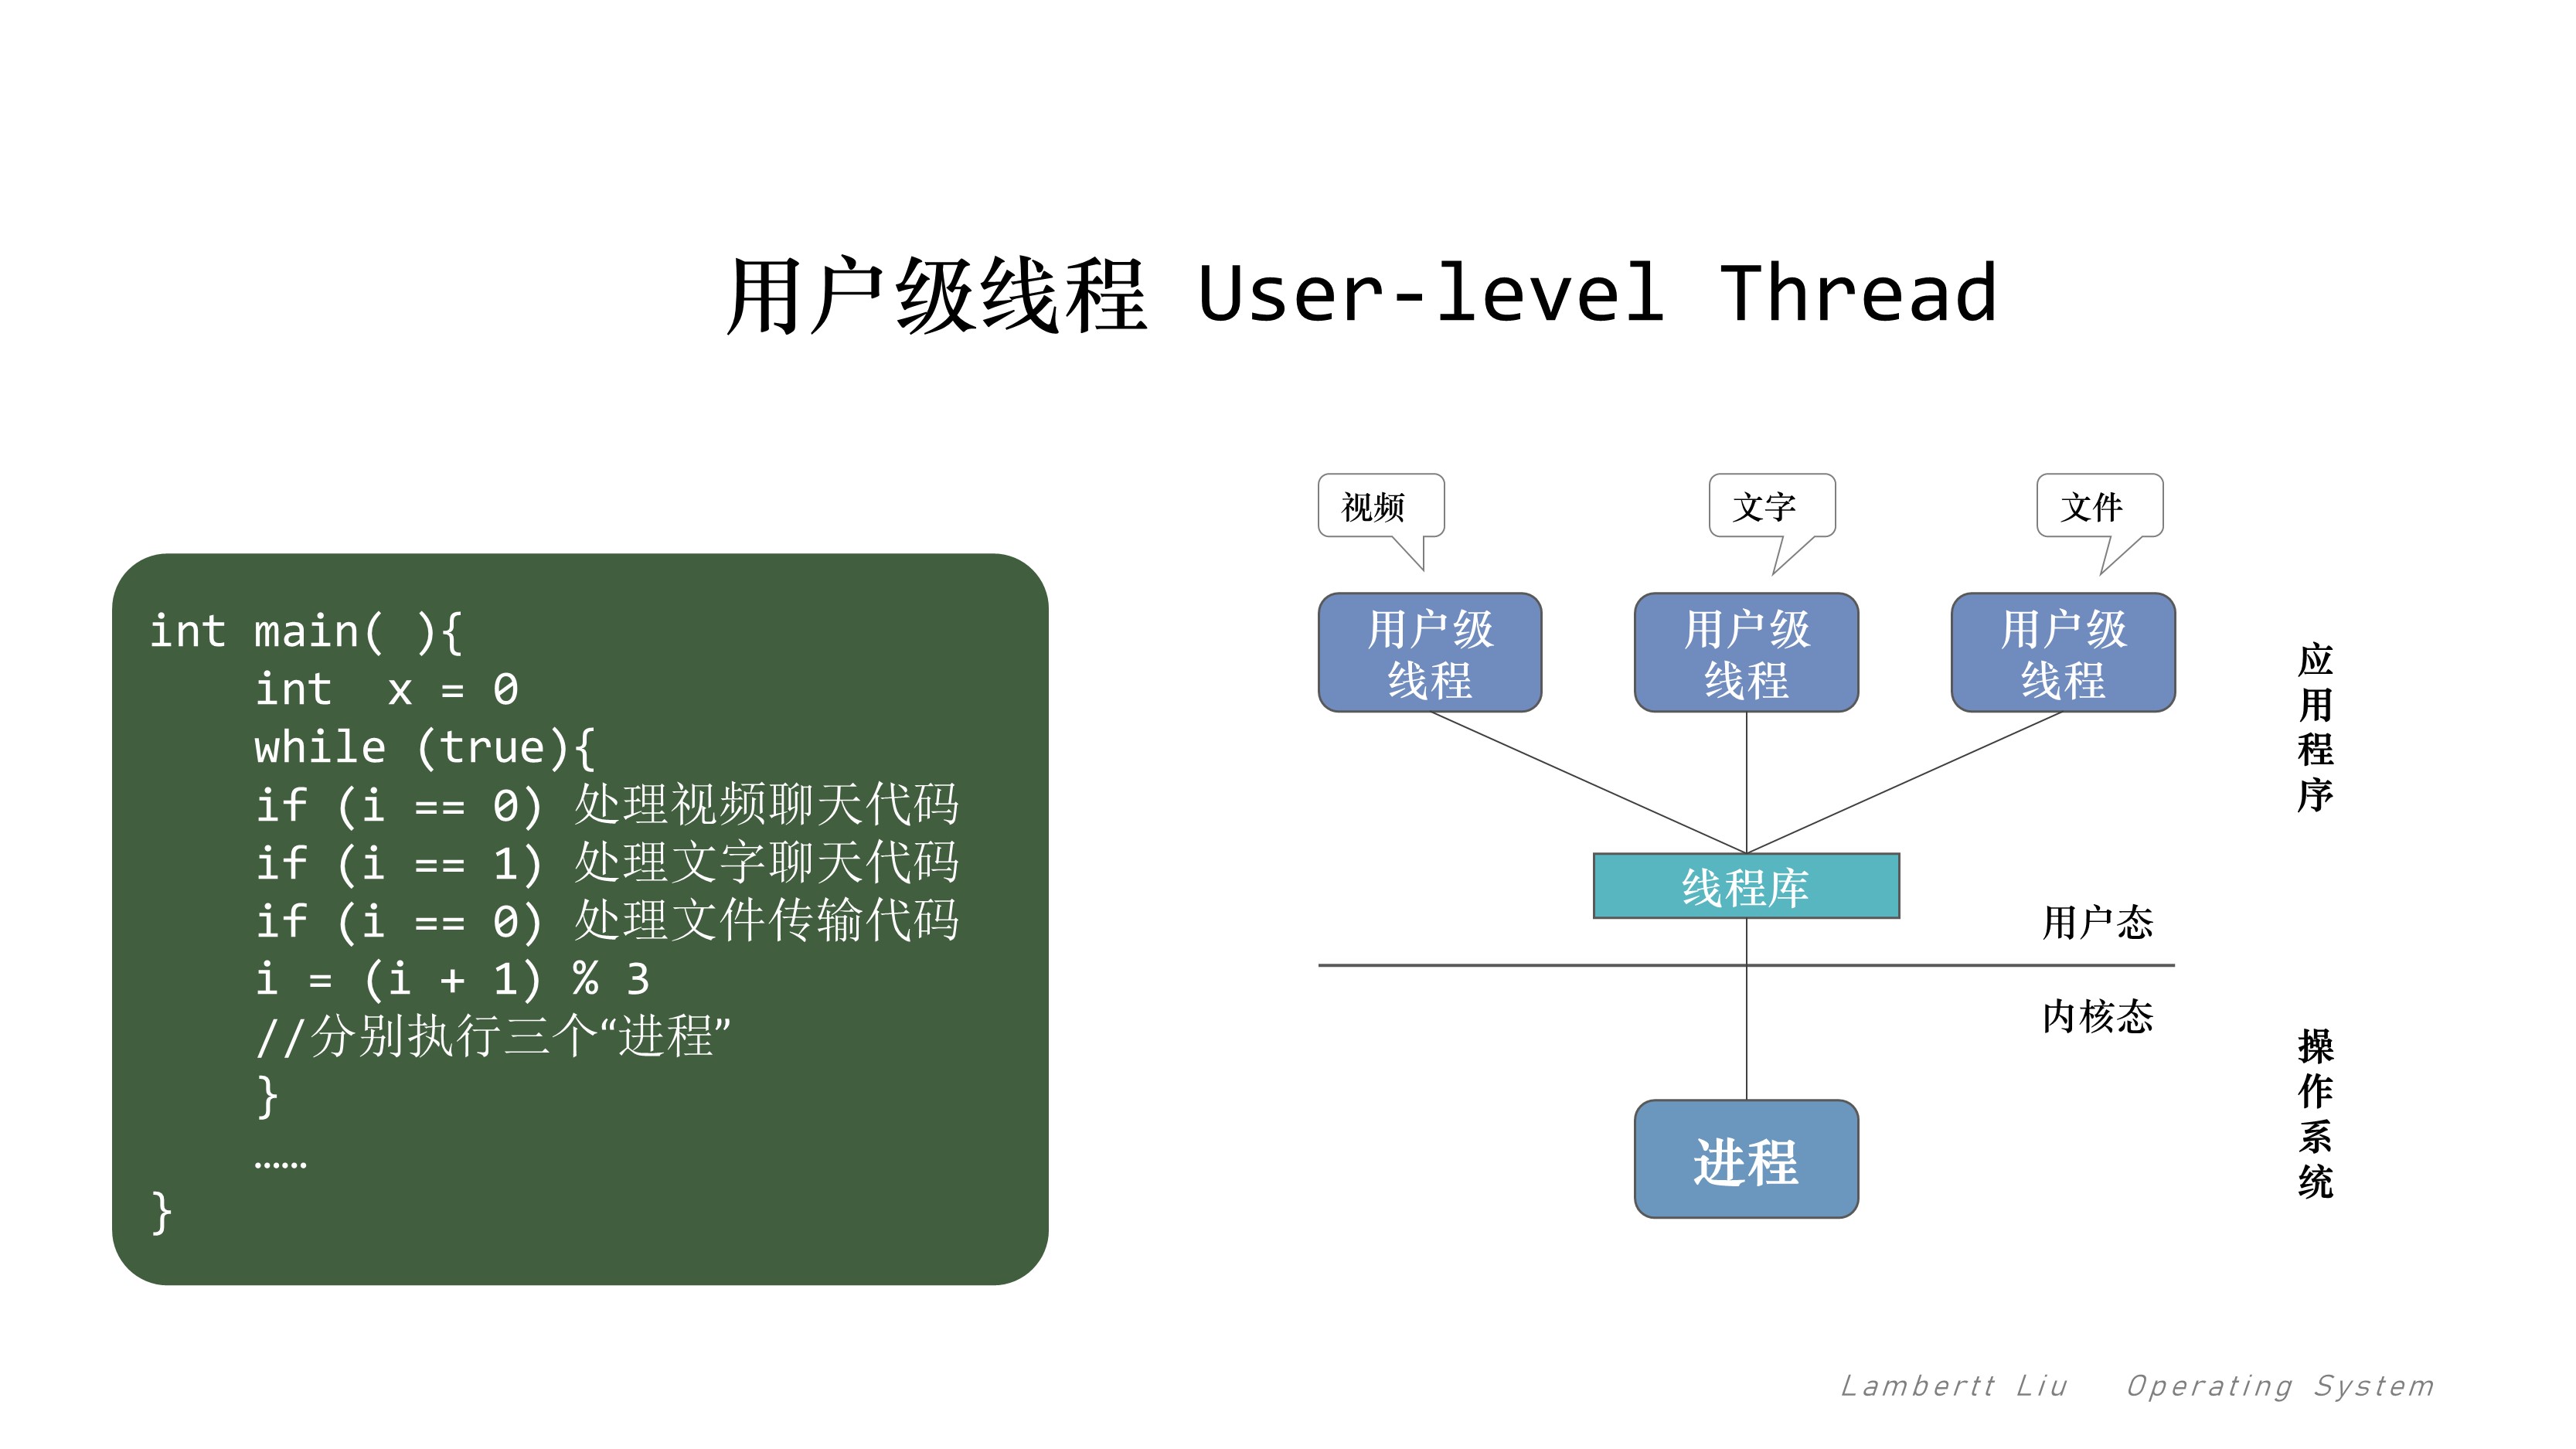 用户级线程 User-level Thread
int main( ){
int  x = 0
while (true){
if (i == 0) 处理视频聊天代码
if (i == 1) 处理文字聊天代码
if (i == 0) 处理文件传输代码
i = (i + 1) % 3
//分别执行三个“进程”
}
……
}
视频
文字
文件
用户级
线程
用户级
线程
用户级
线程
应用程序
线程库
用户态
内核态
操作系统
进程
Lambertt Liu   Operating System